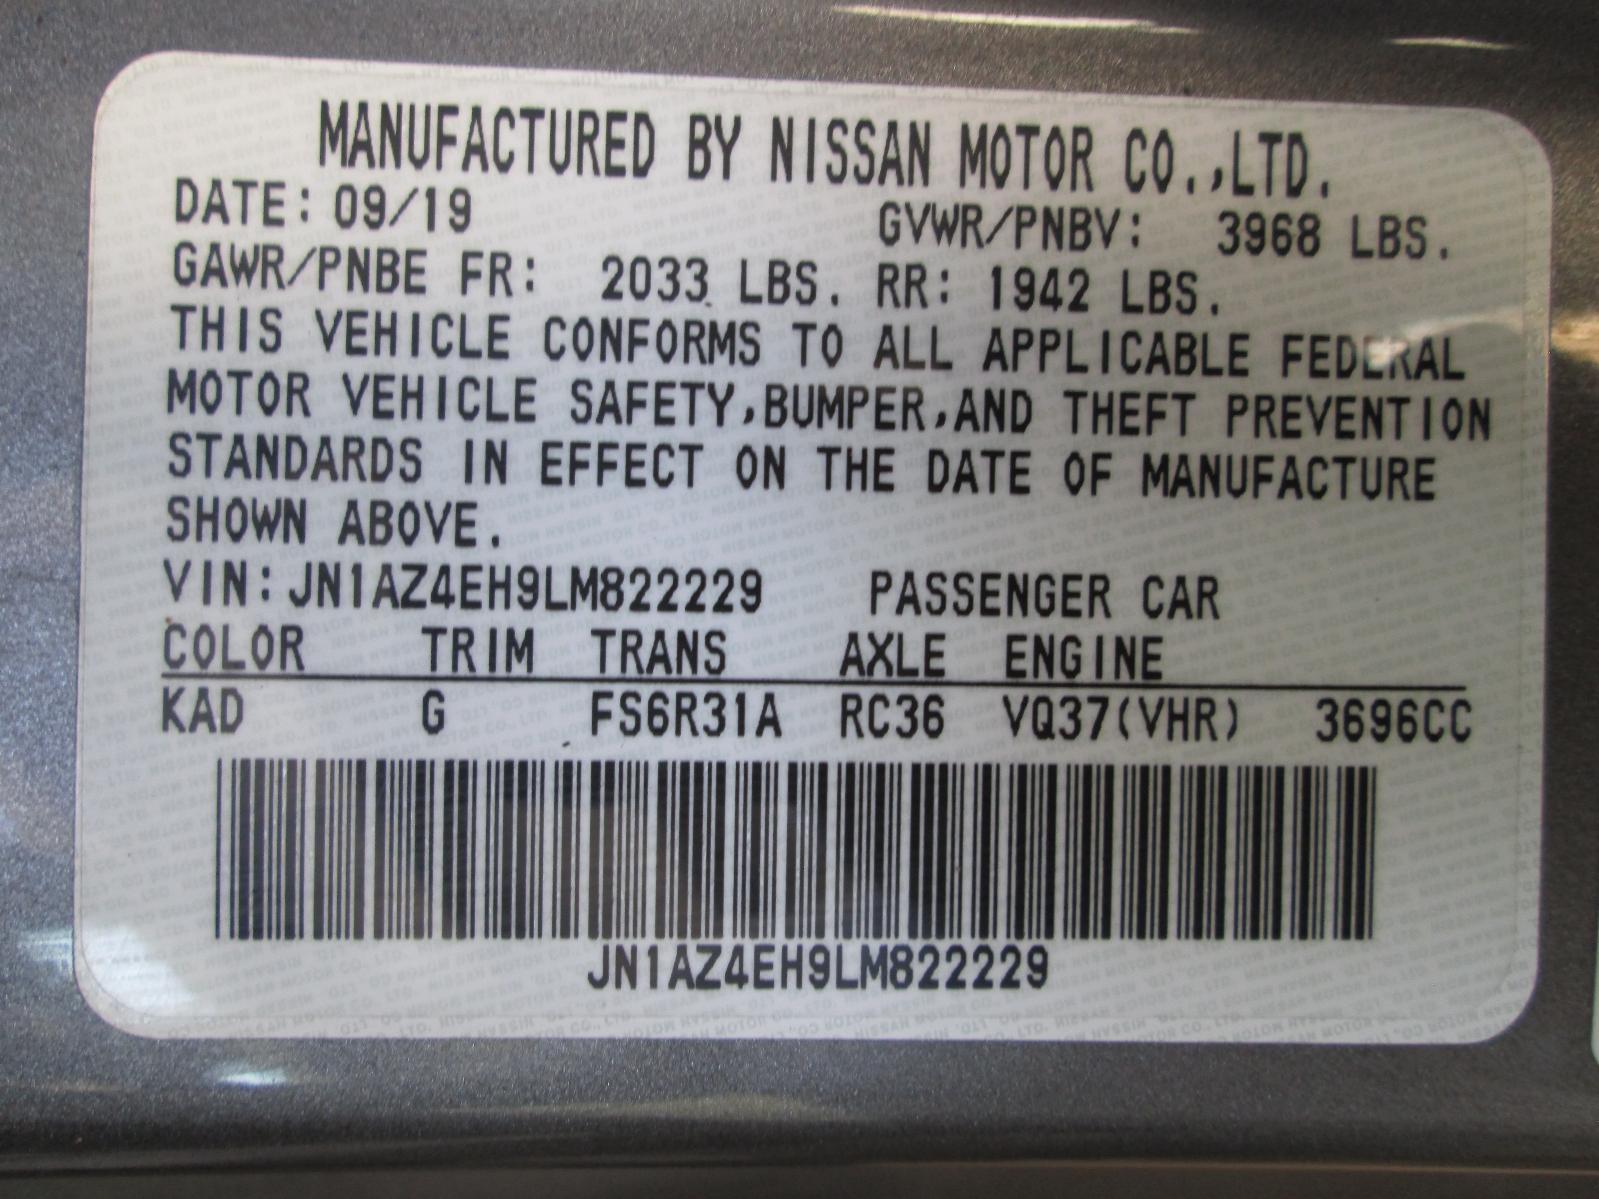 MANUFACTURED BY NISSAN MOTOR CO.,LTD.
DATE: 09/19 GVWR/PNBV: 3968 LBS.
GAWR/PNBE FR: 2033 LBS. RR: 1942 LBS.
THIS VEHICLE CONFORMS TO ALL APPLICABLE FEDERAL
MOTOR VEHICLE SAFETY,BUMPER,AND THEFT PREVENTION
STANDARDS IN EFFECT ON THE DATE OF MANUFACTURE
SHOWN ABOVE.
VIN:JN1AZ4EH9LM822229 PASSENGER CAR
COLOR TRIM TRANS AXLE ENGINE
KAD G FS6R31A RC36 VQ37(VHR) 3696CC
JN1AZ4EH9LM822229